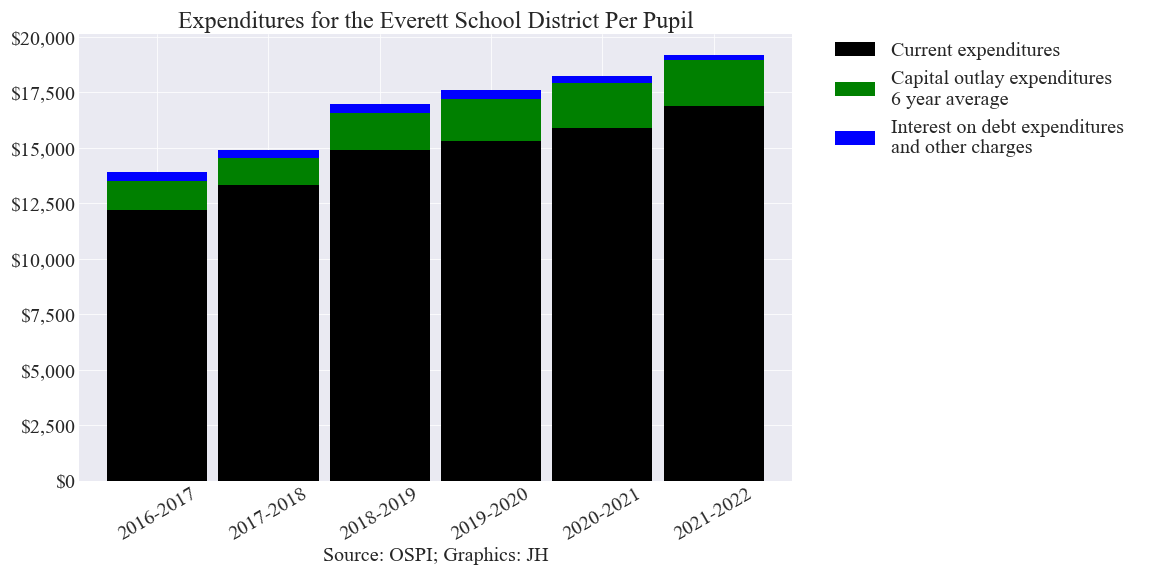 Expenditures for the Everett School District Per Pupil
$20,000
$17,500
$15,000
$12,500
$10,000
$7,500
$5,000
$2,500
$0
2016-2017
2017-2018
2018-2019
2019-2020
2020-2021
2021-2022
Source: OSPI; Graphics: JH
Current expenditures
Capital outlay expenditures
6 year average
Interest on debt expenditures
and other charges